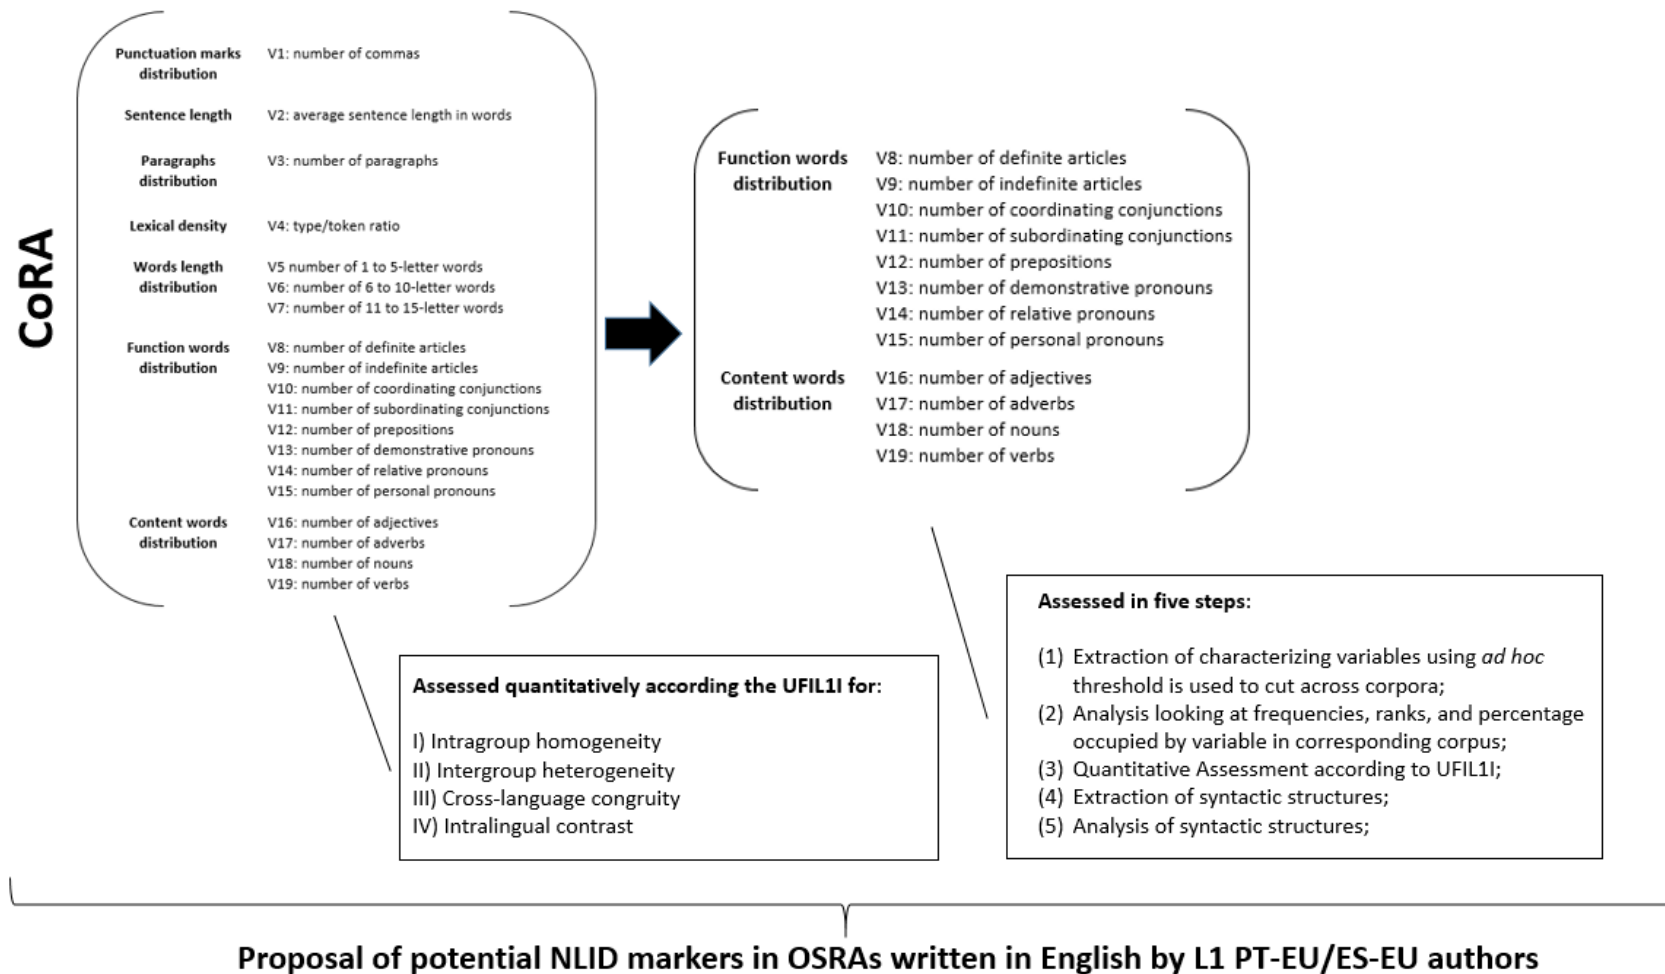 CoRA
Punctuation marks V1: number of commas
distribution
Sentence length V2: average sentence length in words
Paragraphs V3: number of paragraphs
distribution
Lexical density V4: type/token ratio
Words length V5 number of 1 to 5-letter words
distribution V6: number of 6 to 10-letter words
V7: number of 11 to 15-letter words
Function words V8: number of definite articles
distribution V9: number of indefinite articles
V10: number of coordinating conjunctions
V11: number of subordinating conjunctions
V12: number of prepositions
V13: number of demonstrative pronouns
V14: number of relative pronouns
V15: number of personal pronouns
Content words V16: number of adjectives
distribution V17: number of adverbs
V18: number of nouns
V19: number of verbs
Function words V8: number of definite articles
distribution V9: number of indefinite articles
V10: number of coordinating conjunctions
V11: number of subordinating conjunctions
V12: number of prepositions
V13: number of demonstrative pronouns
V14: number of relative pronouns
V15: number of personal pronouns
Content words V16: number of adjectives
distribution V17: number of adverbs
V18: number of nouns
V19: number of verbs
Assessed quantitatively according the UFIL1I for:
I) Intragroup homogeneity
II) Intergroup heterogeneity
III) Cross-language congruity
IV) Intralingual contrast
Assessed in five steps:
(1) Extraction of characterizing variables using ad hoc
threshold is used to cut across corpora;
(2) Analysis looking at frequencies, ranks, and percentage
occupied by variable in corresponding corpus;
(3) Quantitative Assessment according to UFIL1I;
(4) Extraction of syntactic structures;
(5) Analysis of syntactic structures;
Proposal of potential NLID markers in OSRAs written in English by L1 PT-EU/ES-EU authors